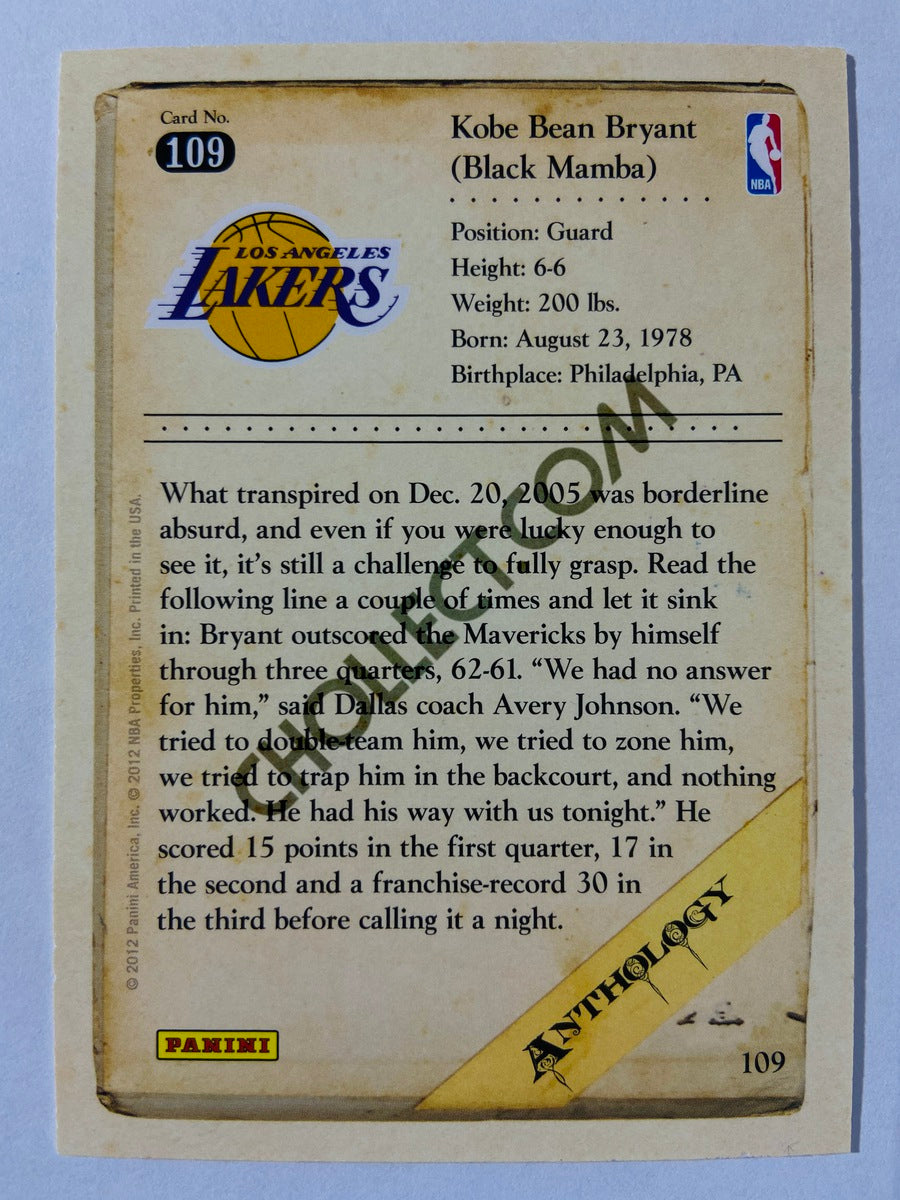 Card No.
109
LOS ANGELES
LAKERS
Kobe Bean Bryant
(Black Mamba)
NBA
Position: Guard
Height: 6-6
Weight: 200 lbs.
Born: August 23, 1978
Birthplace: Philadelphia, PA
What transpired on Dec. 20, 2005 was borderline
absurd, and even if you were lucky enough to
see it, it's still a challenge to fully grasp. Read the
following line a couple of times and let it sink
in: Bryant outscored the Mavericks by himself
through three quarters, 62-61. “We had no answer
for him,” said Dallas coach Avery Johnson. “We
tried to double-team him, we tried to zone him,
we tried to trap him in the backcourt, and nothing
worked. He had his way with us tonight.” He
scored 15 points in the first quarter, 17 in
the second and a franchise-record 30 in
the third before calling it a night.
© 2012 Panini America, Inc. © 2012 NBA Properties, Inc. Printed in the USA.
CHOLLECT.COM
ANTHOLOGY
PANINI
109